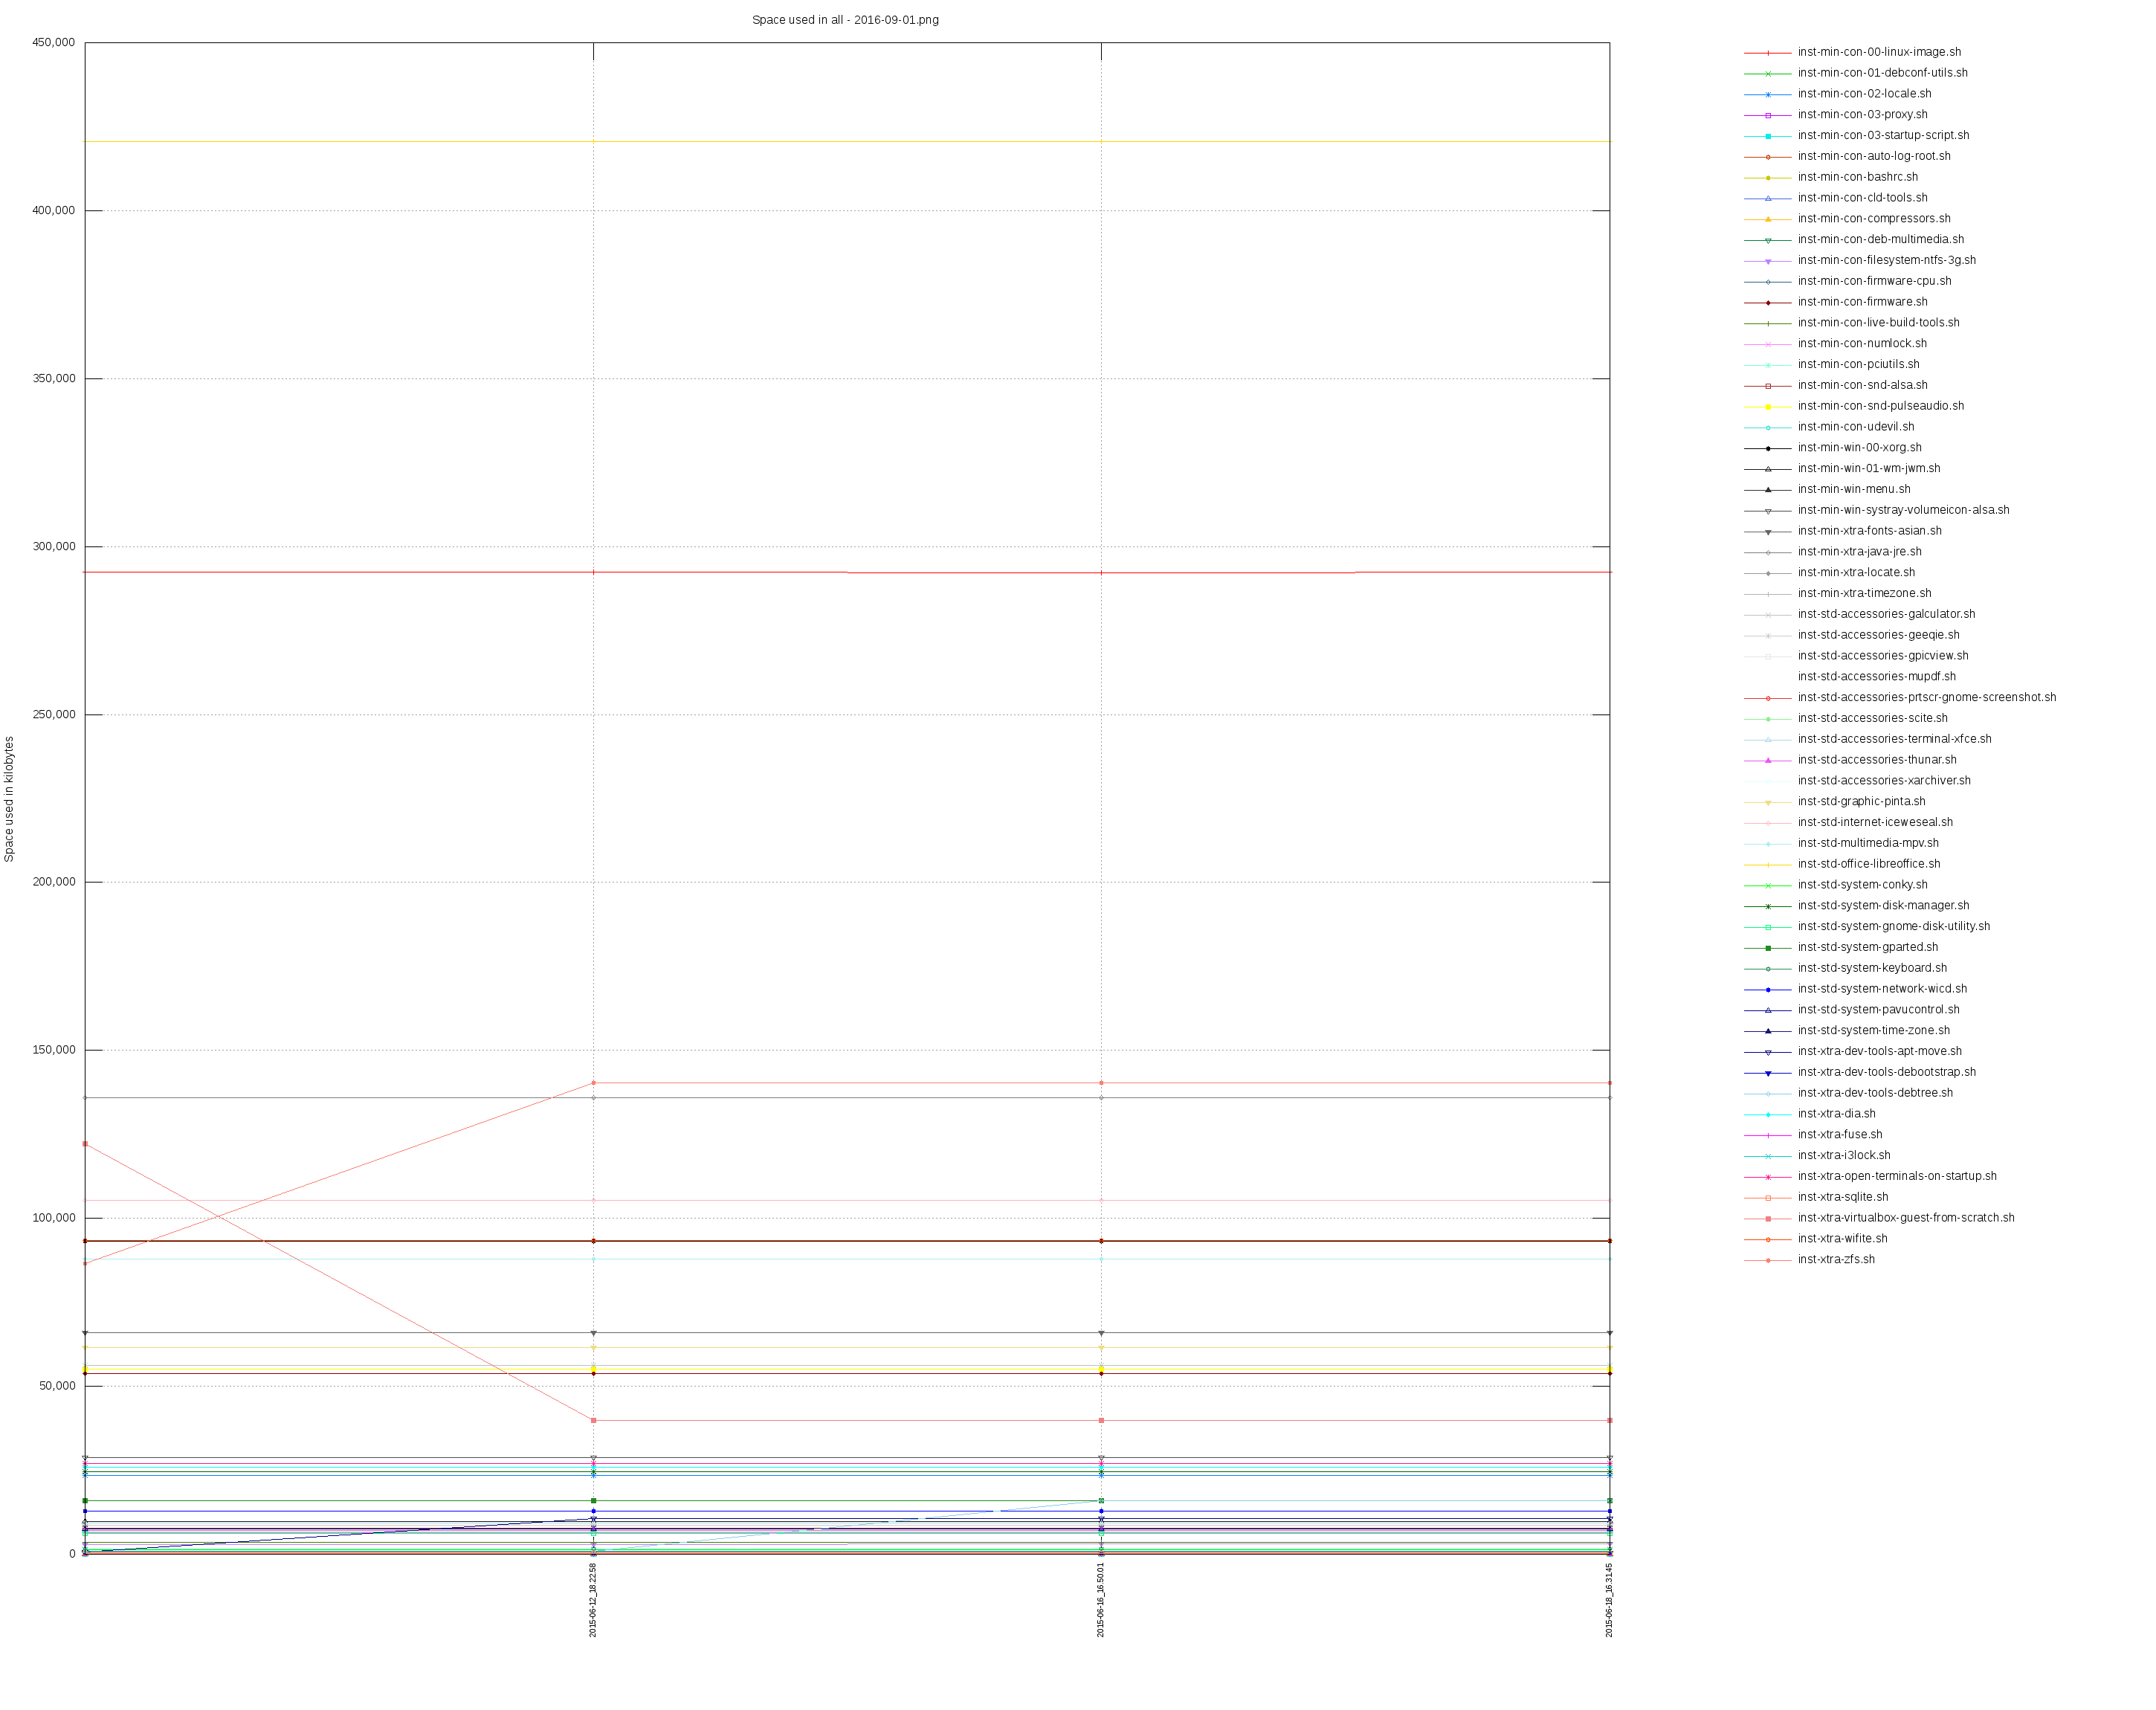 Space used in all - 2016-09-01.png
450,000
400,000
350,000
300,000
250,000
200,000
150,000
100,000
50,000
0
Space used in kilobytes
2015-06-12_18.22.58
2015-06-16_16.50.01
2015-06-18_16.31.45
inst-min-con-00-linux-image.sh
inst-min-con-01-debconf-utils.sh
inst-min-con-02-locale.sh
inst-min-con-03-proxy.sh
inst-min-con-03-startup-script.sh
inst-min-con-auto-log-root.sh
inst-min-con-bashrc.sh
inst-min-con-cld-tools.sh
inst-min-con-compressors.sh
inst-min-con-deb-multimedia.sh
inst-min-con-filesystem-ntfs-3g.sh
inst-min-con-firmware-cpu.sh
inst-min-con-firmware.sh
inst-min-con-live-build-tools.sh
inst-min-con-numlock.sh
inst-min-con-pciutils.sh
inst-min-con-snd-alsa.sh
inst-min-con-snd-pulseaudio.sh
inst-min-con-udevil.sh
inst-min-win-00-xorg.sh
inst-min-win-01-wm-jwm.sh
inst-min-win-menu.sh
inst-min-win-systray-volumeicon-alsa.sh
inst-min-xtra-fonts-asian.sh
inst-min-xtra-java-jre.sh
inst-min-xtra-locate.sh
inst-min-xtra-timezone.sh
inst-std-accessories-galculator.sh
inst-std-accessories-geeqie.sh
inst-std-accessories-gpicview.sh
inst-std-accessories-mupdf.sh
inst-std-accessories-prtscr-gnome-screenshot.sh
inst-std-accessories-scite.sh
inst-std-accessories-terminal-xfce.sh
inst-std-accessories-thunar.sh
inst-std-accessories-xarchiver.sh
inst-std-graphic-pinta.sh
inst-std-internet-iceweseal.sh
inst-std-multimedia-mpv.sh
inst-std-office-libreoffice.sh
inst-std-system-conky.sh
inst-std-system-disk-manager.sh
inst-std-system-gnome-disk-utility.sh
inst-std-system-gparted.sh
inst-std-system-keyboard.sh
inst-std-system-network-wicd.sh
inst-std-system-pavucontrol.sh
inst-std-system-time-zone.sh
inst-xtra-dev-tools-apt-move.sh
inst-xtra-dev-tools-debootstrap.sh
inst-xtra-dev-tools-debtree.sh
inst-xtra-dia.sh
inst-xtra-fuse.sh
inst-xtra-i3lock.sh
inst-xtra-open-terminals-on-startup.sh
inst-xtra-sqlite.sh
inst-xtra-virtualbox-guest-from-scratch.sh
inst-xtra-wifite.sh
inst-xtra-zfs.sh